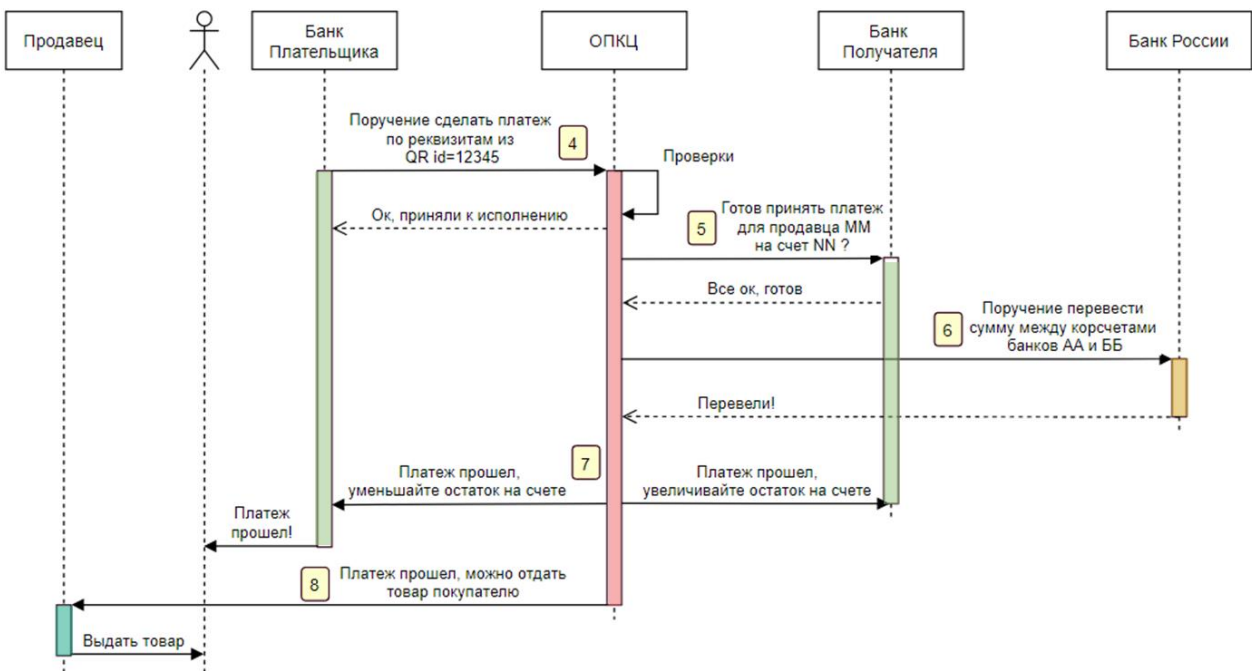 Продавец
Банк
Плательщика
ОПКЦ
Банк
Получателя
Банк России
Поручение сделать платеж
по реквизитам из
QR id=12345
4
Проверки
Ок, приняли к исполнению
5
Готов принять платеж
для продавца ММ
на счет NN ?
Все ок, готов
6
Поручение перевести
сумму между корсчетами
банков АА и ББ
Перевели!
7
Платеж прошел,
уменьшайте остаток на счете
Платеж прошел,
увеличивайте остаток на счете
Платеж
прошел!
8
Платеж прошел, можно отдать
товар покупателю
Выдать товар